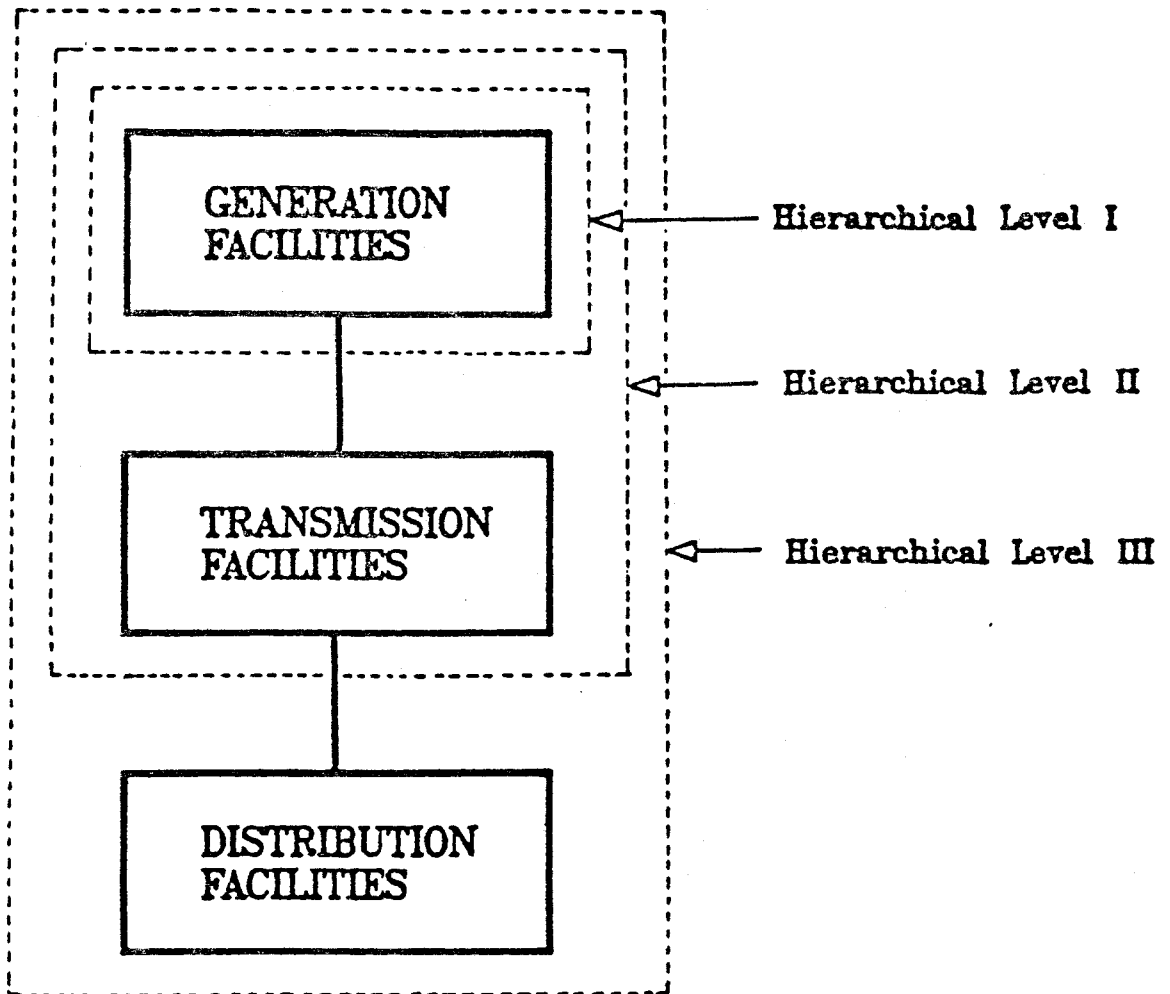 GENERATION
FACILITIES
Hierarchical Level I
Hierarchical Level II
TRANSMISSION
FACILITIES
Hierarchical Level III
DISTRIBUTION
FACILITIES